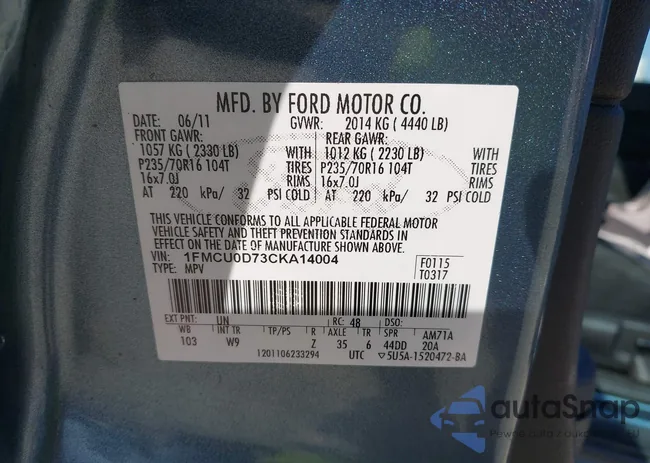 MFD. BY FORD MOTOR CO.
DATE: 06/11 GVWR: 2014 KG ( 4440 LB)
FRONT GAWR: REAR GAWR:
1057 KG ( 2330 LB) WITH 1012 KG ( 2230 LB) WITH
P235/70R16 104T TIRES P235/70R16 104T TIRES
16x7.0J RIMS 16x7.0J RIMS
AT 220 kPa/ 32 PSI COLD AT 220 kPa/ 32 PSI COLD
THIS VEHICLE CONFORMS TO ALL APPLICABLE FEDERAL MOTOR
VEHICLE SAFETY AND THEFT PREVENTION STANDARDS IN
EFFECT ON THE DATE OF MANUFACTURE SHOWN ABOVE.
VIN: 1FMCU0D73CKA14004 F0115
TYPE: MPV T0317
EXT PNT: UN RC: 48
WB INT TR TP/PS R AXLE TR SPR AM71A
103 W9 Z 35 6 44DD 20A
1201106233294 UTC 5U5A-1520472-BA
autoSnap